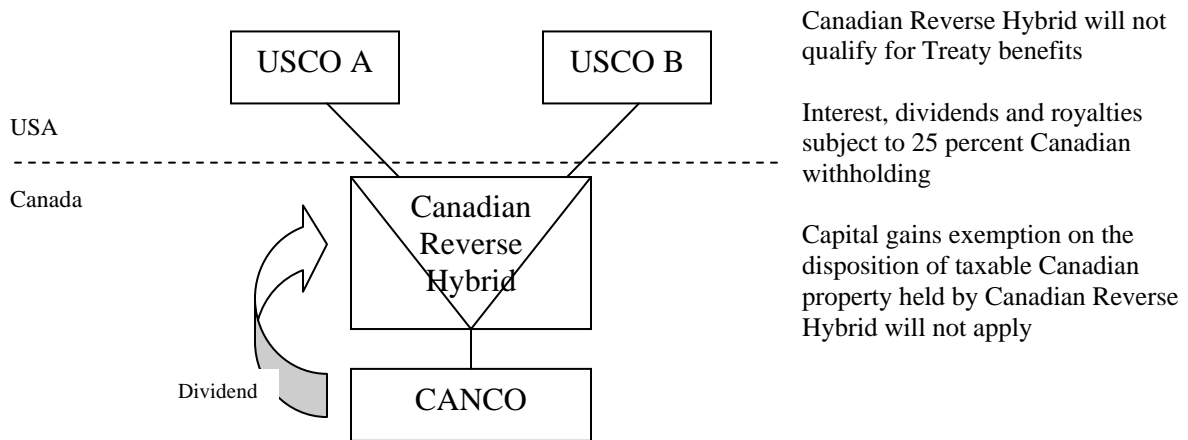 USCO A
USCO B
USA
Canada
Canadian
Reverse
Hybrid
Dividend
CANCO
Canadian Reverse Hybrid will not
qualify for Treaty benefits
Interest, dividends and royalties
subject to 25 percent Canadian
withholding
Capital gains exemption on the
disposition of taxable Canadian
property held by Canadian Reverse
Hybrid will not apply